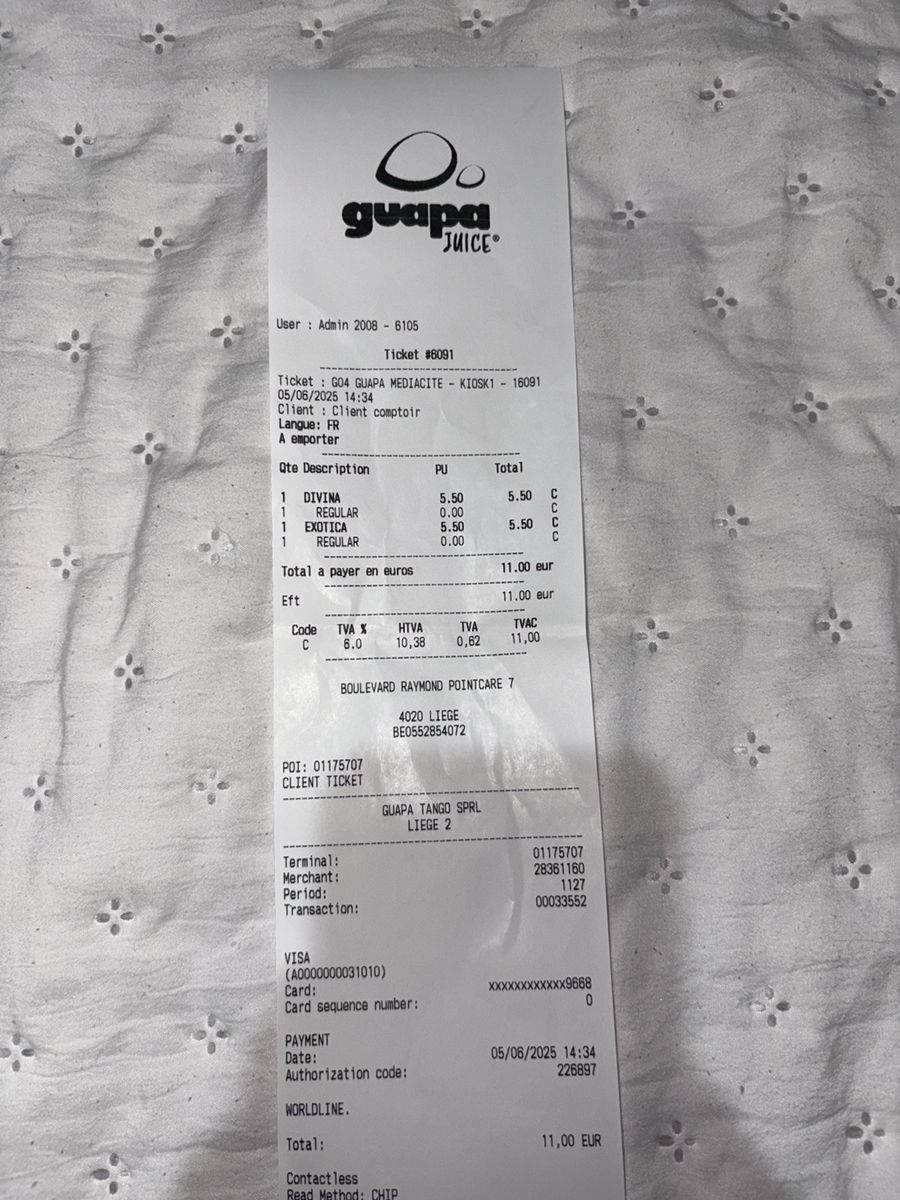 guapa
JUICE®
User : Admin 2008 - 6105
Ticket #6091
Ticket : G04 GUAPA MEDIACITE - KIOSK1 - 16091
05/06/2025 14:34
Client : Client comptoir
Langue: FR
A emporter
Qte Description PU Total
1 DIVINA 5.50 5.50 C
1 REGULAR 0.00 C
1 EXOTICA 5.50 5.50 C
1 REGULAR 0.00 C
Total a payer en euros 11.00 eur
Eft 11.00 eur
Code TVA % HTVA TVA TVAC
C 6.0 10,38 0,62 11,00
BOULEVARD RAYMOND POINTCARE 7
4020 LIEGE
BE0552854072
POI: 01175707
CLIENT TICKET
GUAPA TANGO SPRL
LIEGE 2
Terminal: 01175707
Merchant: 28361160
Period: 1127
Transaction: 00033552
VISA
(A0000000031010)
Card: xxxxxxxxxxxx9668
Card sequence number: 0
PAYMENT
Date: 05/06/2025 14:34
Authorization code: 226897
WORLDLINE.
Total: 11,00 EUR
Contactless
Read Method: CHIP